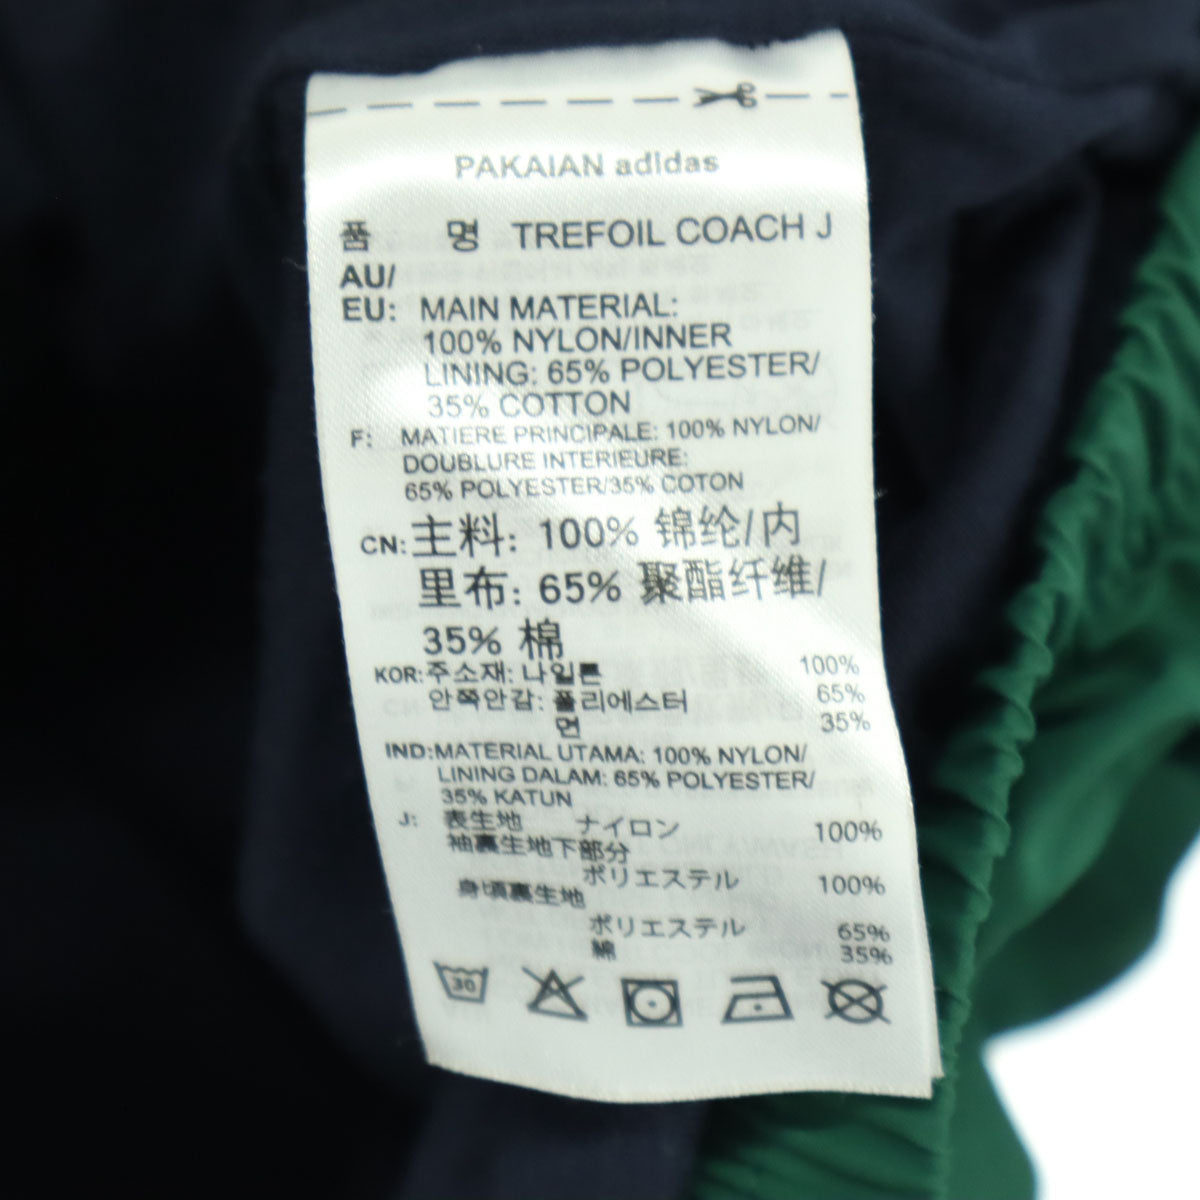 PAKAIAN adidas
품 명 TREFOIL COACH J
AU/
EU: MAIN MATERIAL:
100% NYLON/INNER
LINING: 65% POLYESTER/
35% COTTON
F: MATIERE PRINCIPALE: 100% NYLON/
DOUBLURE INTERIEURE:
65% POLYESTER/35% COTON
CN: 主料: 100% 锦纶/内
里布: 65% 聚酯纤维/
35% 棉
KOR: 주소재: 나일론 100%
안쪽안감: 폴리에스터 65%
면 35%
IND: MATERIAL UTAMA: 100% NYLON/
LINING DALAM: 65% POLYESTER/
35% KATUN
J: 表生地 ナイロン 100%
袖裏生地下部分
ポリエステル 100%
身頃裏生地
ポリエステル 65%
綿 35%
30